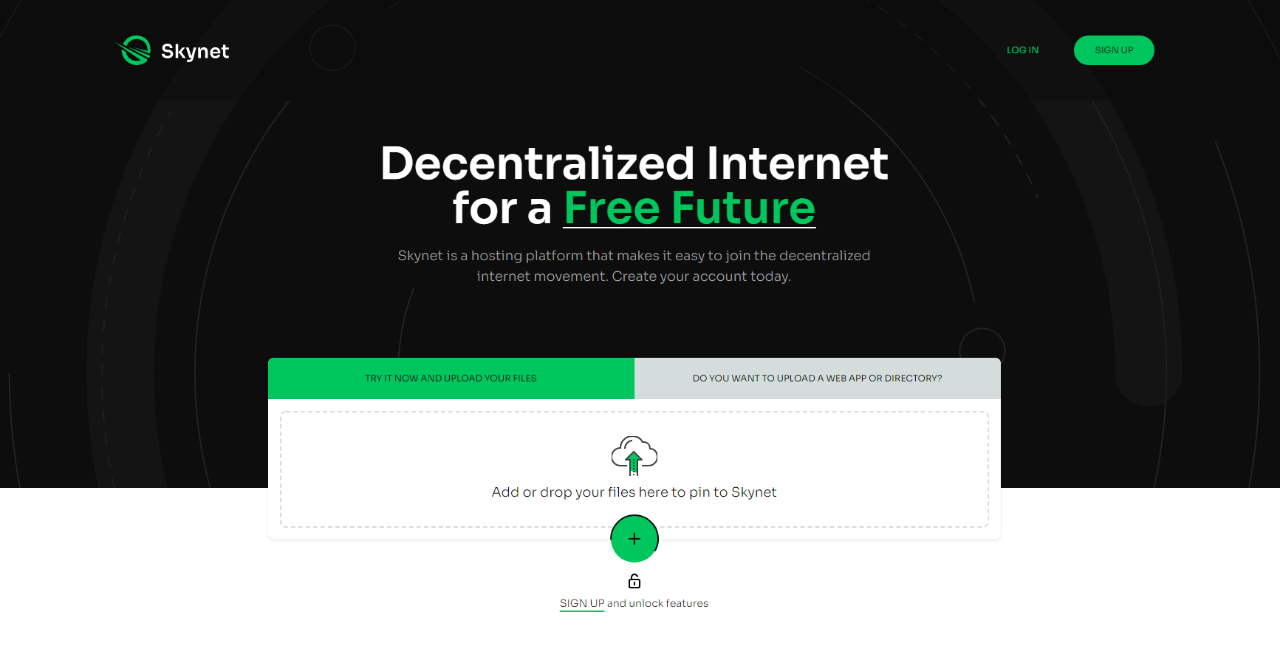 Skynet
LOG IN
SIGN UP
Decentralized Internet
for a Free Future
Skynet is a hosting platform that makes it easy to join the decentralized
internet movement. Create your account today.
TRY IT NOW AND UPLOAD YOUR FILES
DO YOU WANT TO UPLOAD A WEB APP OR DIRECTORY?
Add or drop your files here to pin to Skynet
SIGN UP and unlock features